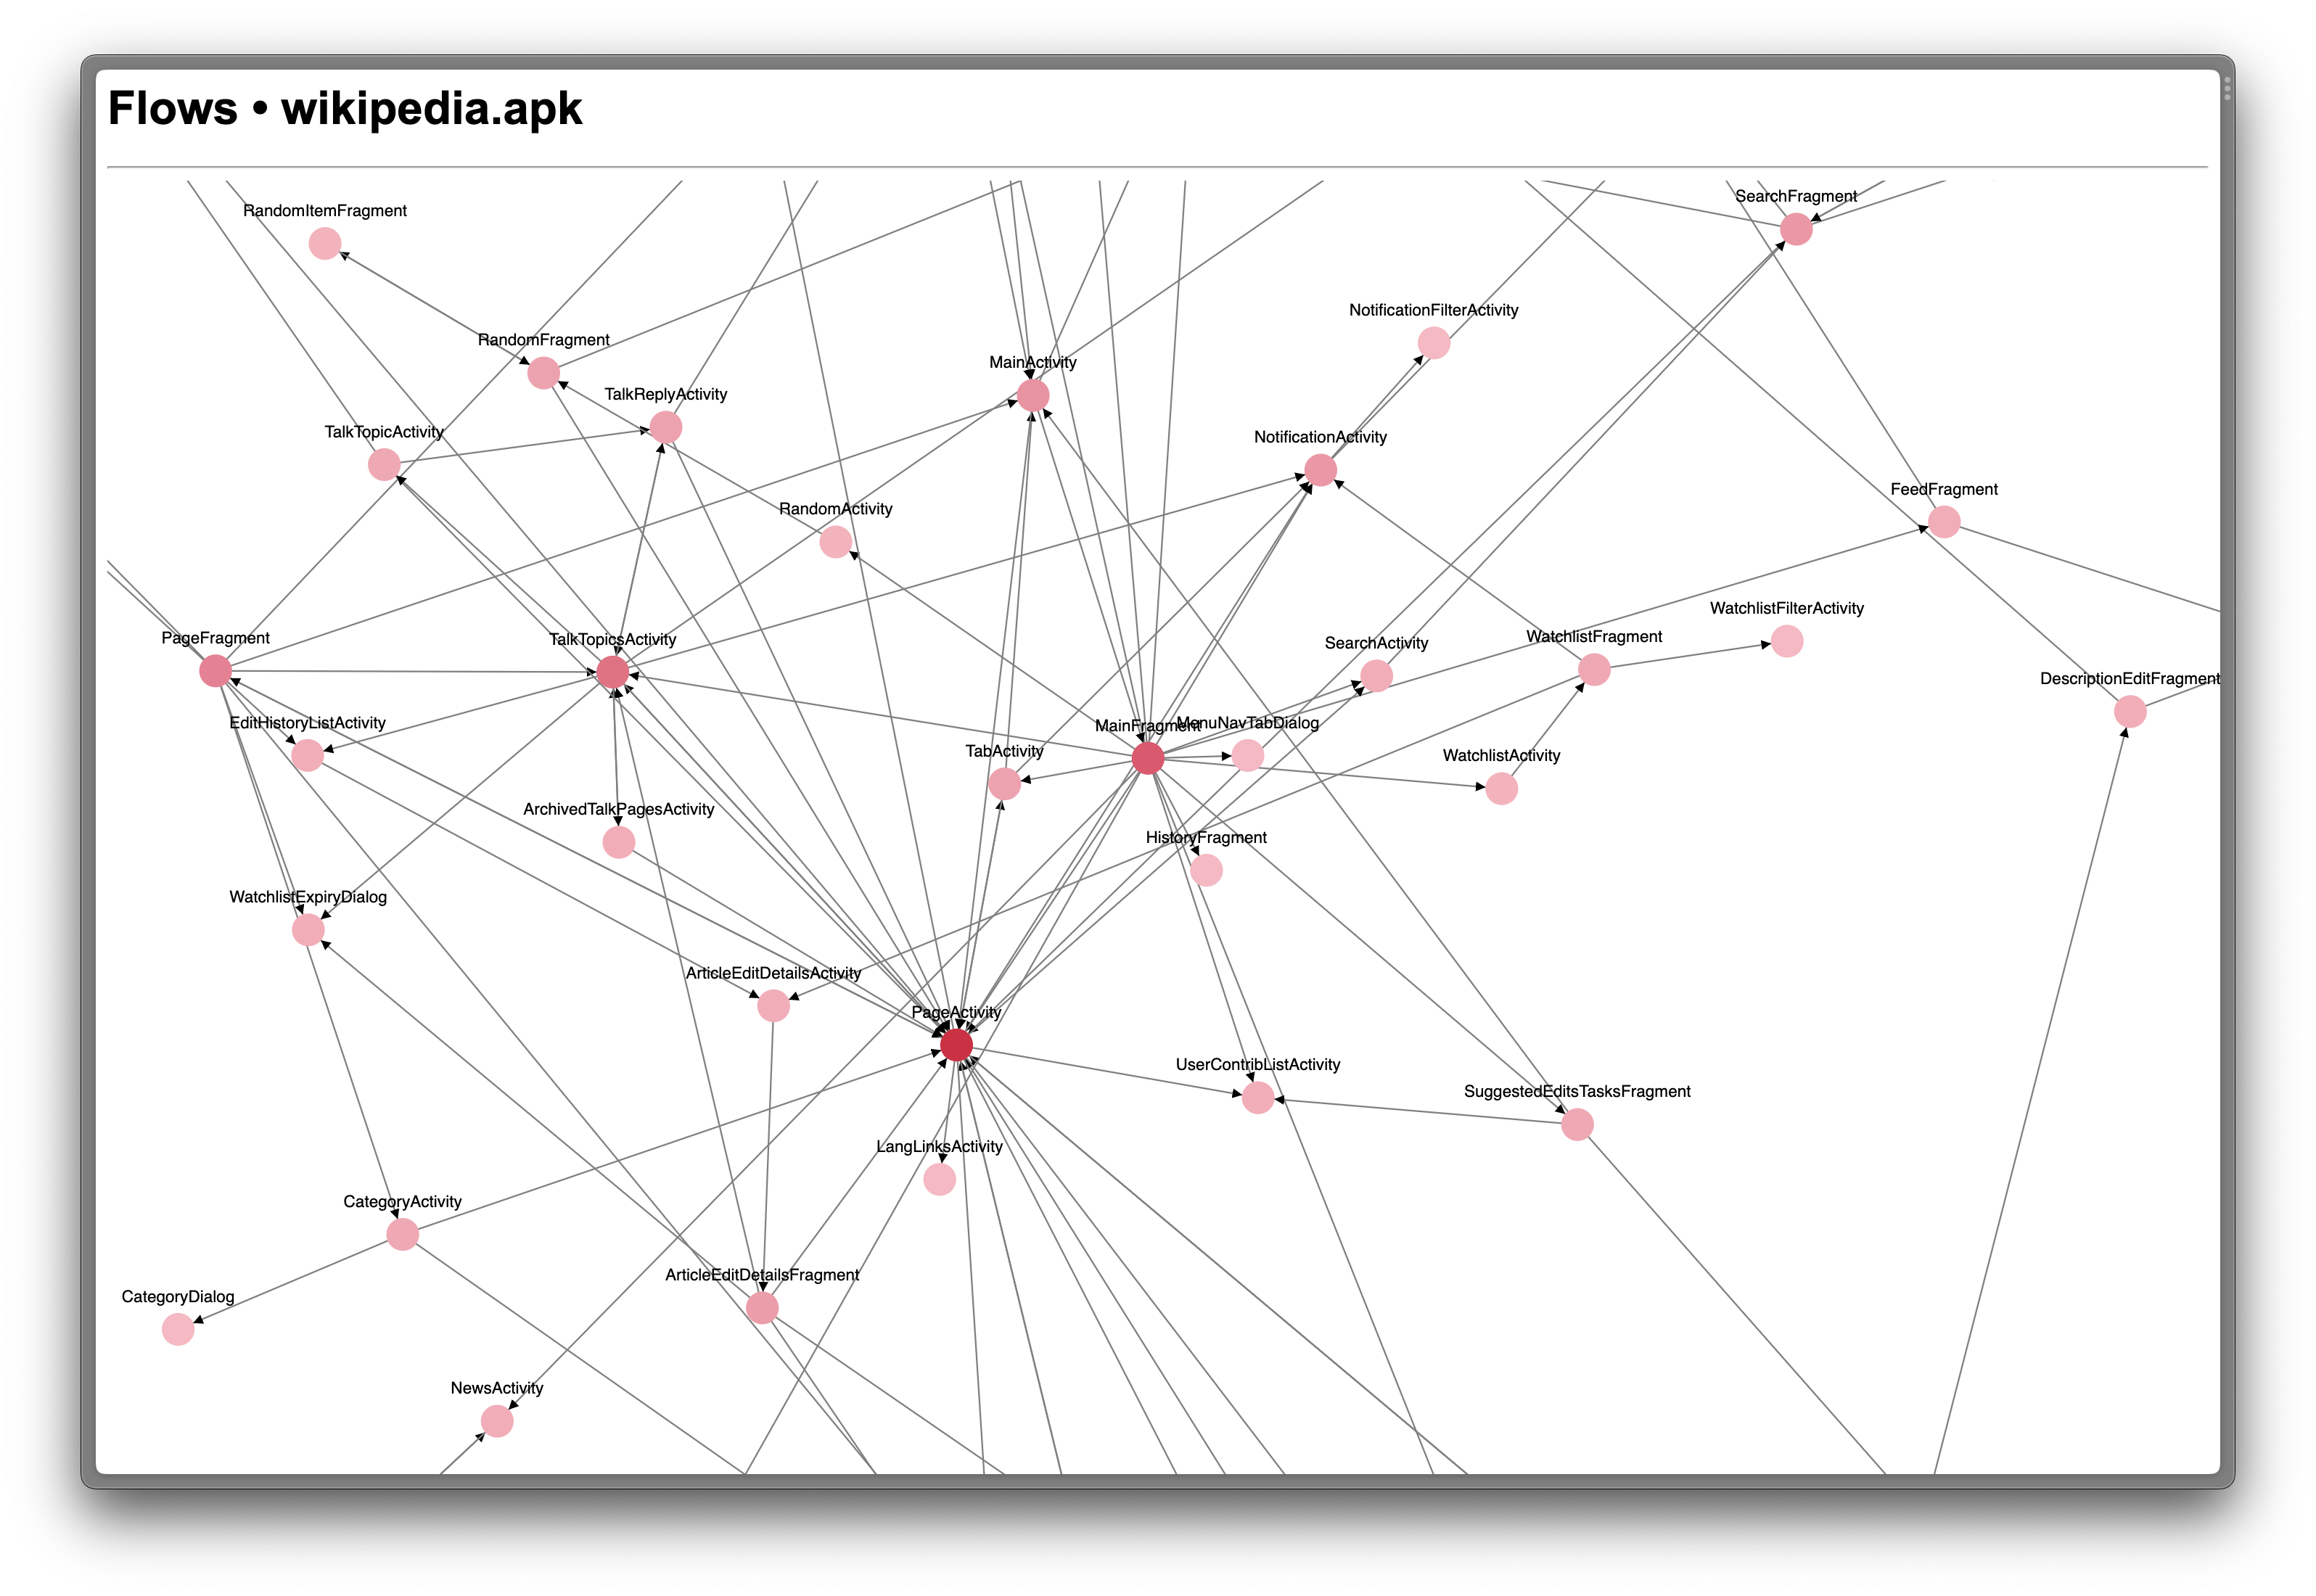 Flows • wikipedia.apk
SearchFragment
RandomItemFragment
NotificationFilterActivity
RandomFragment
MainActivity
TalkReplyActivity
TalkTopicActivity
NotificationActivity
FeedFragment
RandomActivity
WatchlistFilterActivity
PageFragment
TalkTopicsActivity
WatchlistFragment
SearchActivity
DescriptionEditFragment
EditHistoryListActivity
MainFragment
MenuNavTabDialog
TabActivity
WatchlistActivity
ArchivedTalkPagesActivity
HistoryFragment
WatchlistExpiryDialog
ArticleEditDetailsActivity
PageActivity
UserContribListActivity
SuggestedEditsTasksFragment
LangLinksActivity
CategoryActivity
ArticleEditDetailsFragment
CategoryDialog
NewsActivity